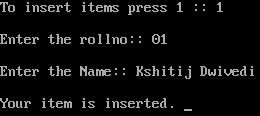 To insert items press 1 :: 1
Enter the rollno:: 01
Enter the Name:: Kshitij Dwivedi
Your item is inserted. _